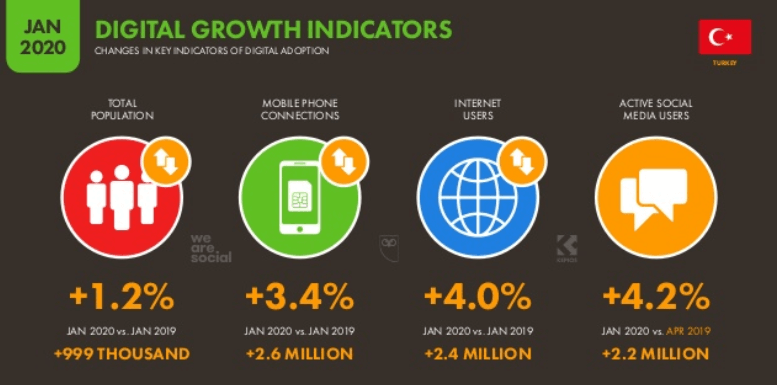 JAN
2020
DIGITAL GROWTH INDICATORS
CHANGES IN KEY INDICATORS OF DIGITAL ADOPTION
TURKEY
TOTAL
POPULATION
MOBILE PHONE
CONNECTIONS
INTERNET
USERS
ACTIVE SOCIAL
MEDIA USERS
we
are
social
+1.2%
+3.4%
+4.0%
+4.2%
JAN 2020 vs. JAN 2019
JAN 2020 vs. JAN 2019
JAN 2020 vs. JAN 2019
JAN 2020 vs. APR 2019
+999 THOUSAND
+2.6 MILLION
+2.4 MILLION
+2.2 MILLION